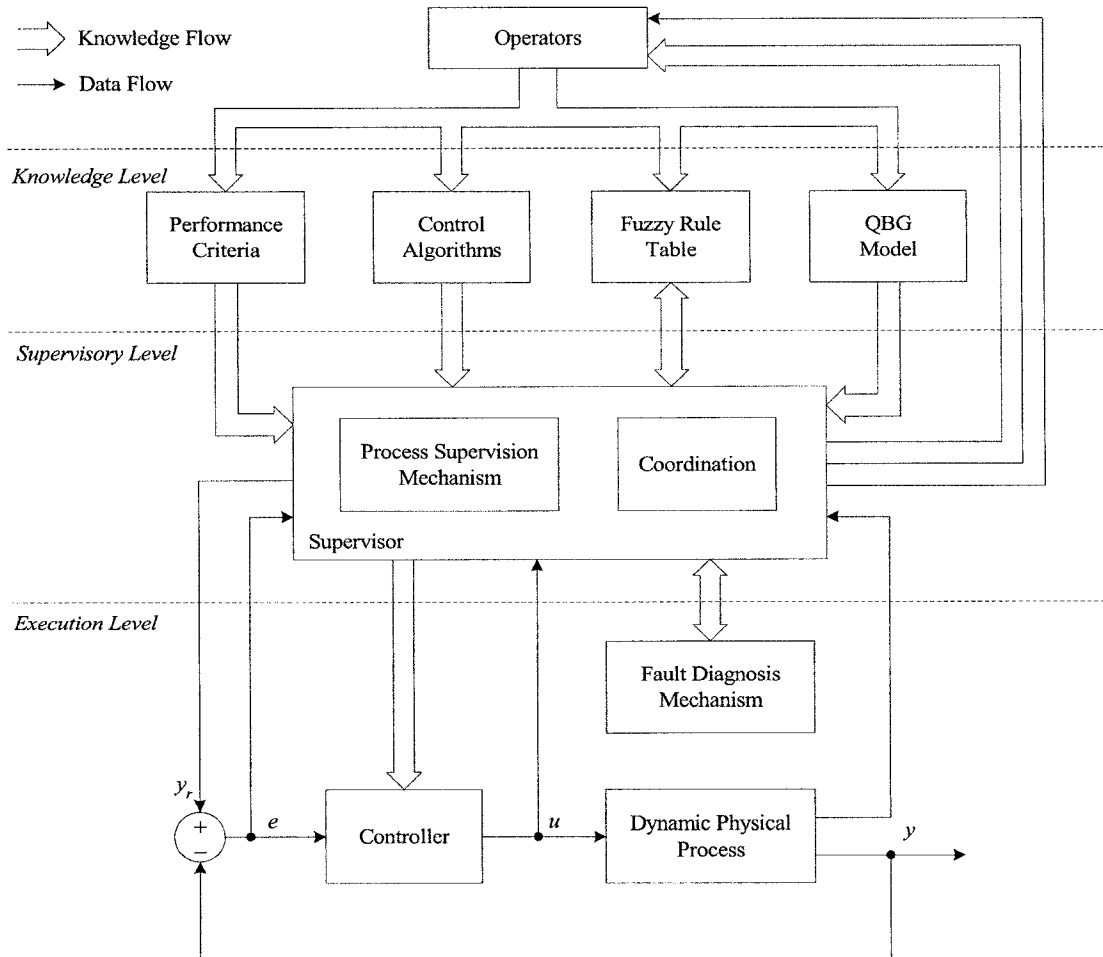 Knowledge Flow
Operators
Data Flow
Knowledge Level
Performance
Criteria
Control
Algorithms
Fuzzy Rule
Table
QBG
Model
Supervisory Level
Process Supervision
Mechanism
Coordination
Supervisor
Execution Level
Fault Diagnosis
Mechanism
y_r
+
−
e
Controller
u
Dynamic Physical
Process
y